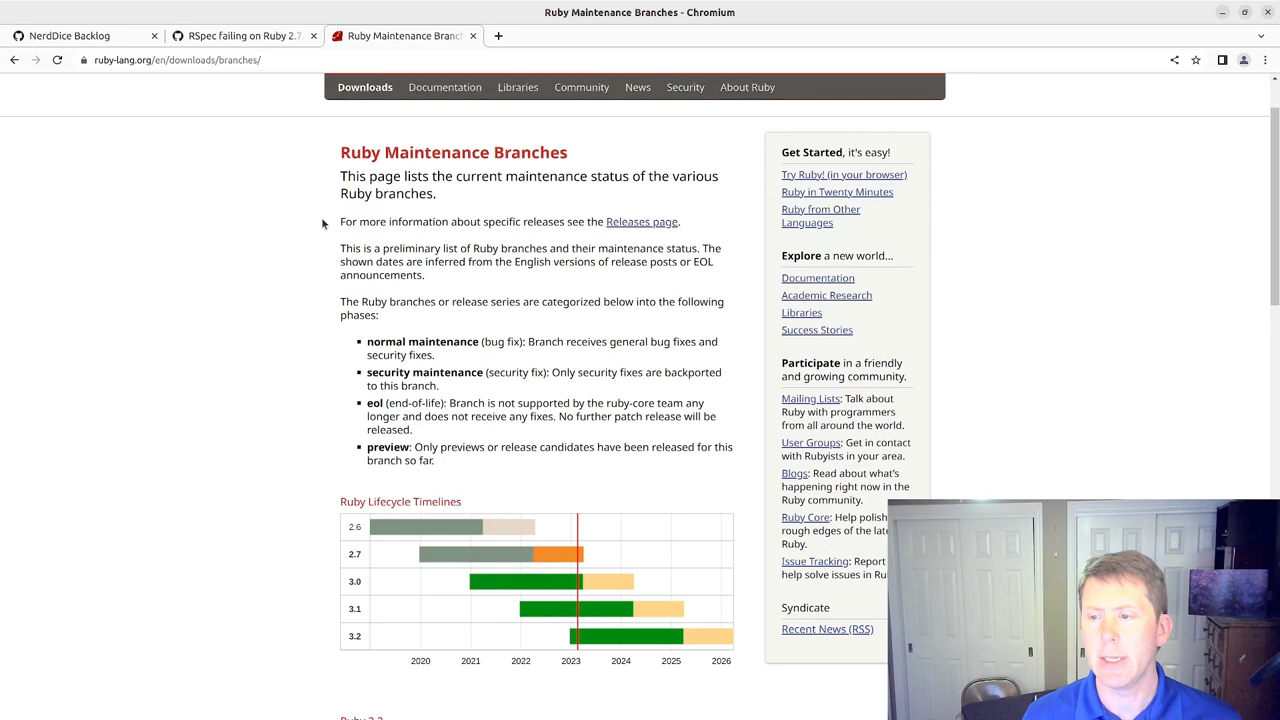 Ruby Maintenance Branches - Chromium
NerdDice Backlog
RSpec failing on Ruby 2.7.
Ruby Maintenance Branch
ruby-lang.org/en/downloads/branches/
Downloads Documentation Libraries Community News Security About Ruby
Ruby Maintenance Branches
This page lists the current maintenance status of the various
Ruby branches.
For more information about specific releases see the Releases page.
This is a preliminary list of Ruby branches and their maintenance status. The
shown dates are inferred from the English versions of release posts or EOL
announcements.
The Ruby branches or release series are categorized below into the following
phases:
normal maintenance (bug fix): Branch receives general bug fixes and
security fixes.
security maintenance (security fix): Only security fixes are backported
to this branch.
eol (end-of-life): Branch is not supported by the ruby-core team any
longer and does not receive any fixes. No further patch release will be
released.
preview: Only previews or release candidates have been released for this
branch so far.
Ruby Lifecycle Timelines
2.6
2.7
3.0
3.1
3.2
2020 2021 2022 2023 2024 2025 2026
Get Started, it's easy!
Try Ruby! (in your browser)
Ruby in Twenty Minutes
Ruby from Other
Languages
Explore a new world...
Documentation
Academic Research
Libraries
Success Stories
Participate in a friendly
and growing community.
Mailing Lists: Talk about
Ruby with programmers
from all around the world.
User Groups: Get in contact
with Rubyists in your area.
Blogs: Read about what's
happening right now in the
Ruby community.
Ruby Core: Help polish
rough edges of the late
Ruby.
Issue Tracking: Report
help solve issues in Ru
Syndicate
Recent News (RSS)